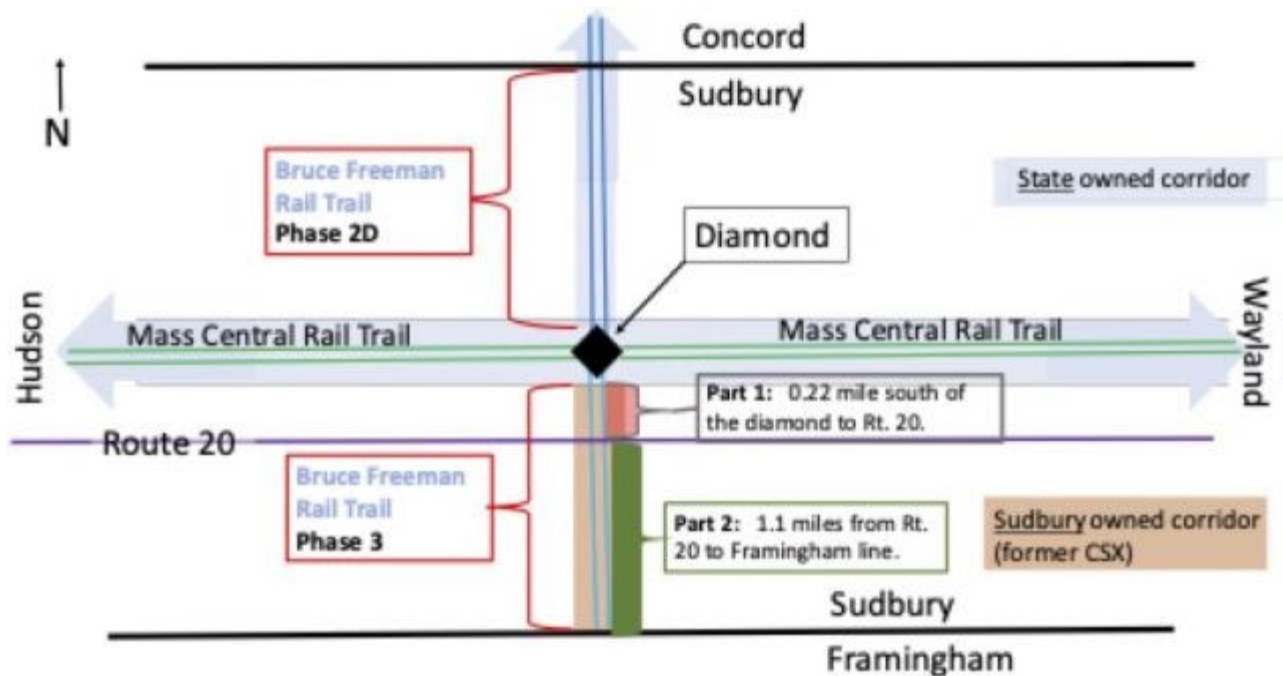 Concord
Sudbury
N
Bruce Freeman
Rail Trail
Phase 2D
State owned corridor
Diamond
Hudson
Mass Central Rail Trail
Mass Central Rail Trail
Wayland
Part 1: 0.22 mile south of
the diamond to Rt. 20.
Route 20
Bruce Freeman
Rail Trail
Phase 3
Part 2: 1.1 miles from Rt.
20 to Framingham line.
Sudbury owned corridor
(former CSX)
Sudbury
Framingham